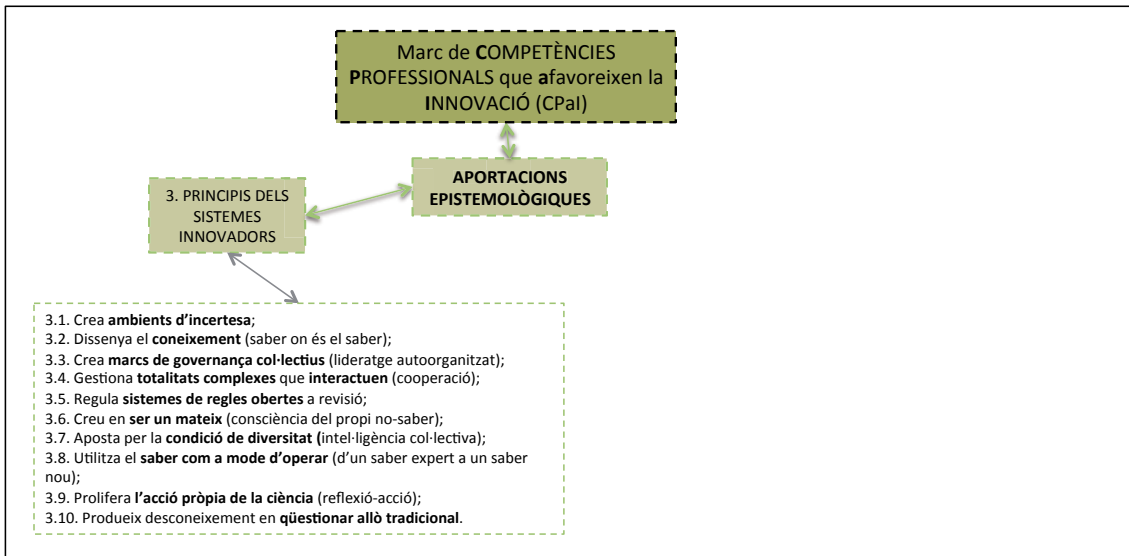 Marc de COMPETÈNCIES
PROFESSIONALS que afavoreixen la
INNOVACIÓ (CPaI)
APORTACIONS
EPISTEMOLÒGIQUES
3. PRINCIPIS DELS
SISTEMES
INNOVADORS
3.1. Crea ambients d’incertesa;
3.2. Dissenya el coneixement (saber on és el saber);
3.3. Crea marcs de governança col·lectius (lideratge autoorganitzat);
3.4. Gestiona totalitats complexes que interactuen (cooperació);
3.5. Regula sistemes de regles obertes a revisió;
3.6. Creu en ser un mateix (consciència del propi no-saber);
3.7. Aposta per la condició de diversitat (intel·ligència col·lectiva);
3.8. Utilitza el saber com a mode d’operar (d’un saber expert a un saber
nou);
3.9. Prolifera l’acció pròpia de la ciència (reflexió-acció);
3.10. Produeix desconeixement en qüestionar allò tradicional.